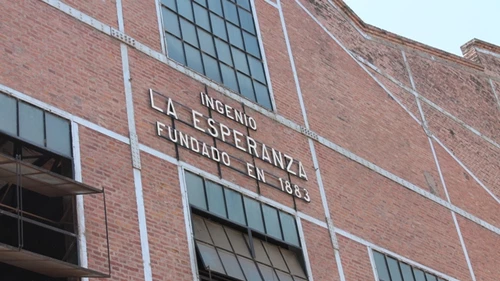 INGENIO
LA ESPERANZA
FUNDADO EN 1883